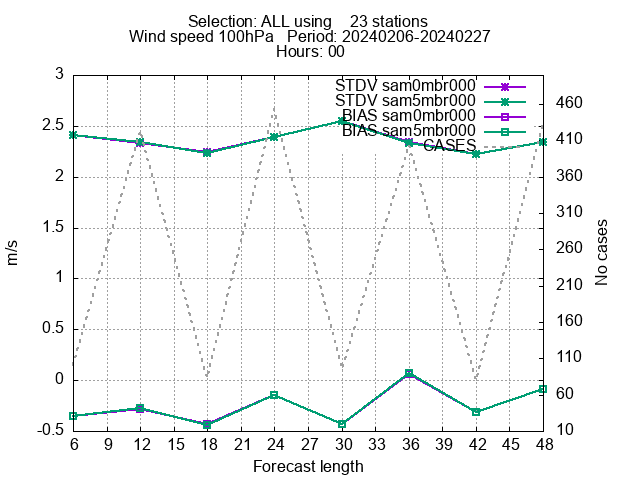 Selection: ALL using 23 stations
Wind speed 100hPa Period: 20240206-20240227
Hours: 00
STDV sam0mbr000
STDV sam5mbr000
BIAS sam0mbr000
BIAS sam5mbr000
CASES
3
2.5
2
1.5
1
0.5
0
-0.5
m/s
460
410
360
310
260
210
160
110
60
10
No cases
6 9 12 15 18 21 24 27 30 33 36 39 42 45 48
Forecast length